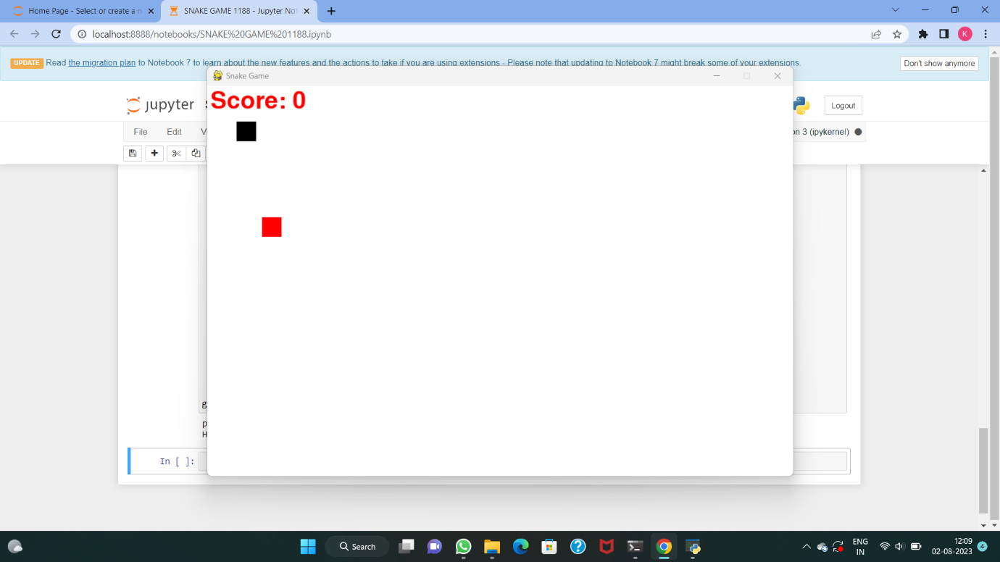 Home Page - Select or create a n
SNAKE GAME 1188 - Jupyter Not
localhost:8888/notebooks/SNAKE%20GAME%201188.ipynb
K
UPDATE Read the migration plan to Notebook 7 to learn about the new features and the actions to take if you are using extensions - Please note that updating to Notebook 7 might break some of your extensions.
Don't show anymore
Snake Game
Score: 0
jupyter
Logout
File Edit V
on 3 (ipykernel)
g
p
H
In [ ]:
Search
ENG
IN
12:09
02-08-2023
4